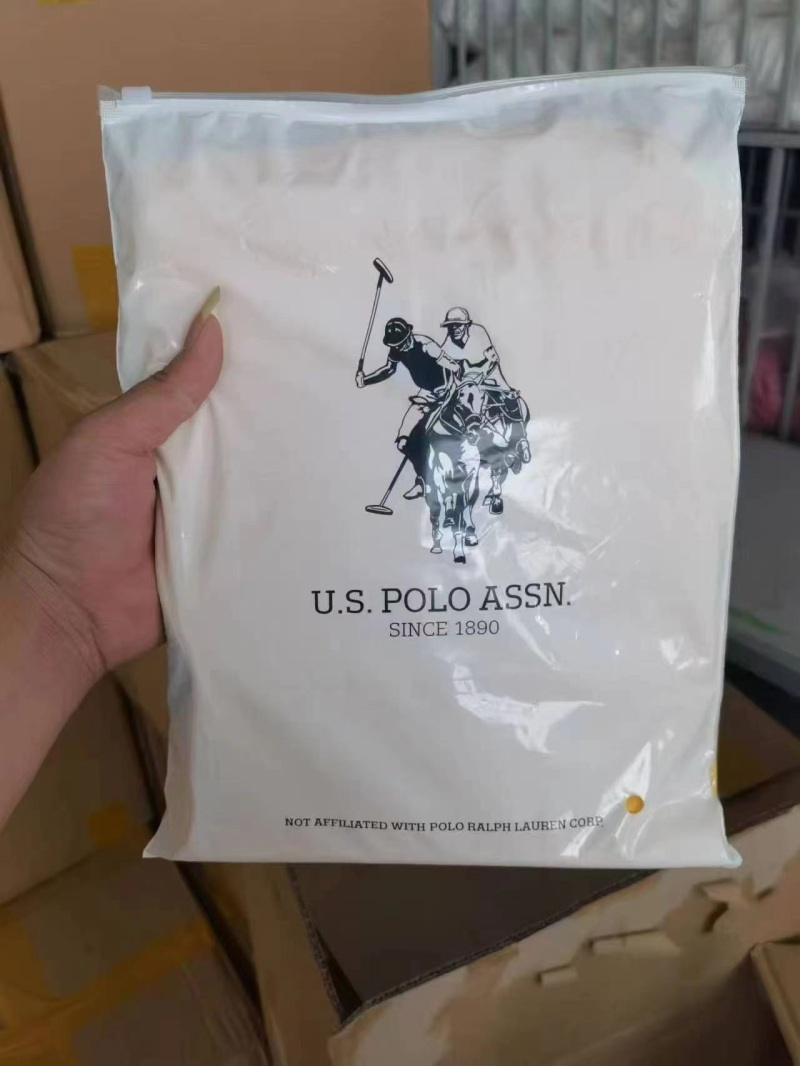 U.S. POLO ASSN.
SINCE 1890
NOT AFFILIATED WITH POLO RALPH LAUREN CORP.